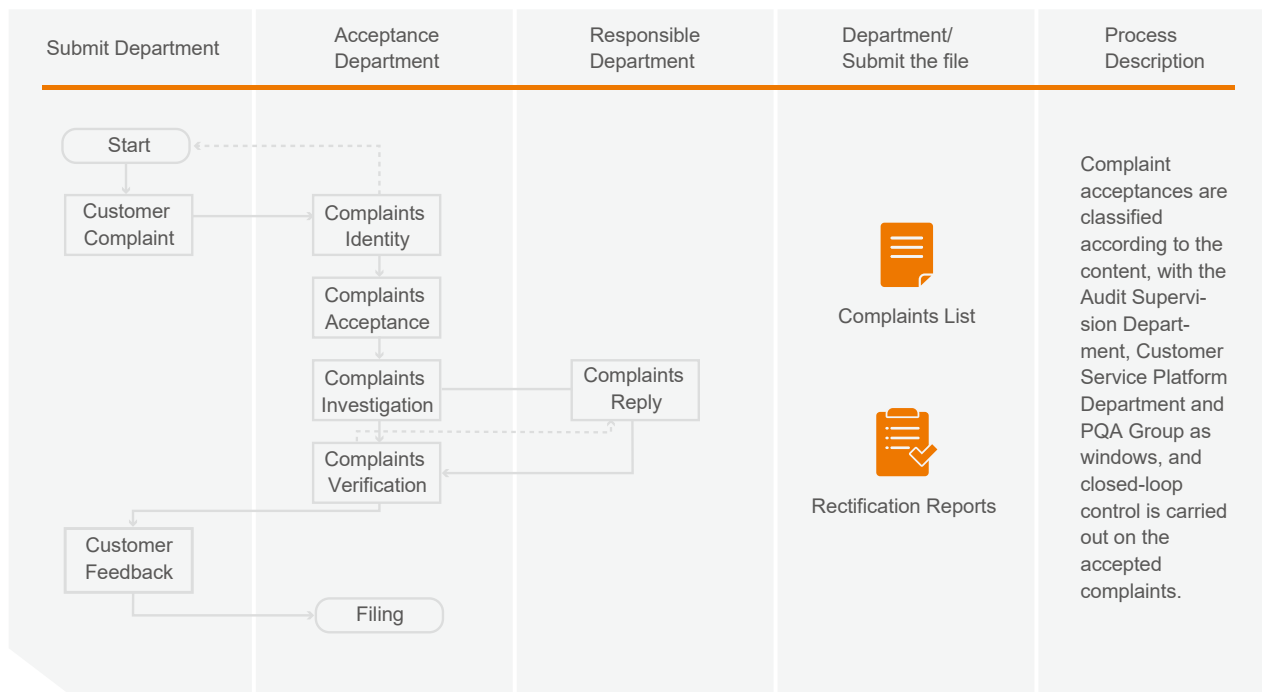 Submit Department
Acceptance
Department
Responsible
Department
Department/
Submit the file
Process
Description
Start
Customer
Complaint
Complaints
Identity
Complaints
Acceptance
Complaints
Investigation
Complaints
Reply
Complaints
Verification
Customer
Feedback
Filing
Complaints List
Rectification Reports
Complaint
acceptances are
classified
according to the
content, with the
Audit Supervi-
sion Depart-
ment, Customer
Service Platform
Department and
PQA Group as
windows, and
closed-loop
control is carried
out on the
accepted
complaints.